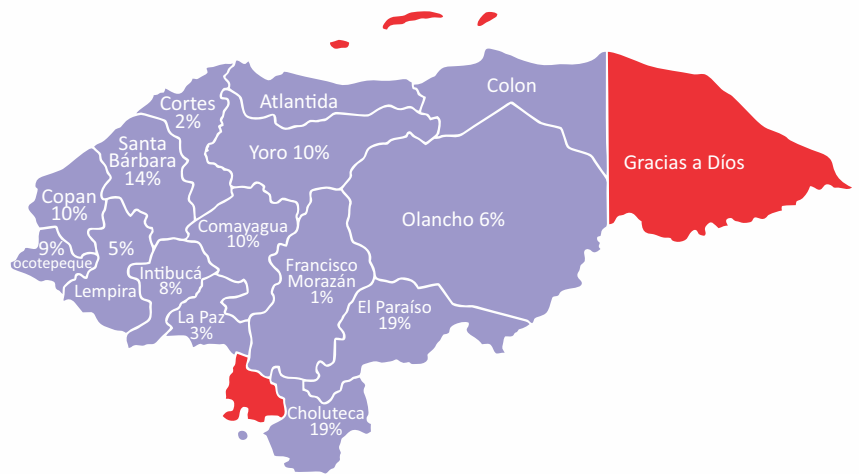 Colon
Cortes
2%
Atlantida
Santa
Bárbara
14%
Yoro 10%
Gracias a Díos
Copan
10%
Olancho 6%
Comayagua
10%
9%
ocotepeque
5%
Lempira
Intibucá
8%
Francisco
Morazán
1%
El Paraíso
19%
La Paz
3%
Choluteca
19%